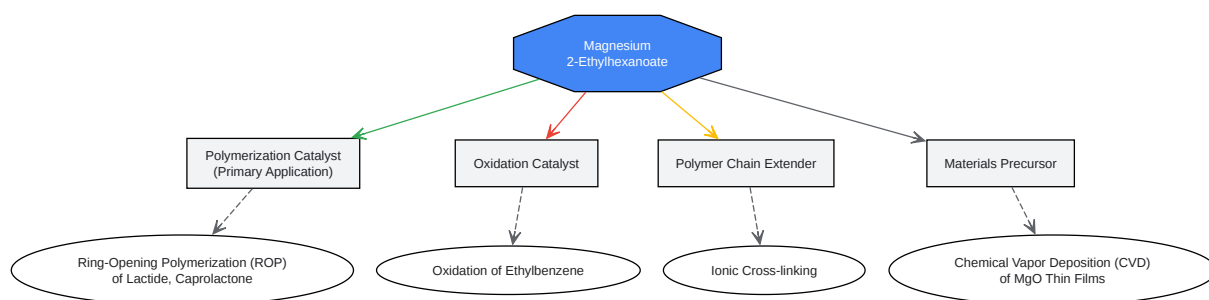 Magnesium
2-Ethylhexanoate
Polymerization Catalyst
(Primary Application)
Oxidation Catalyst
Polymer Chain Extender
Materials Precursor
Ring-Opening Polymerization (ROP)
of Lactide, Caprolactone
Oxidation of Ethylbenzene
Ionic Cross-linking
Chemical Vapor Deposition (CVD)
of MgO Thin Films